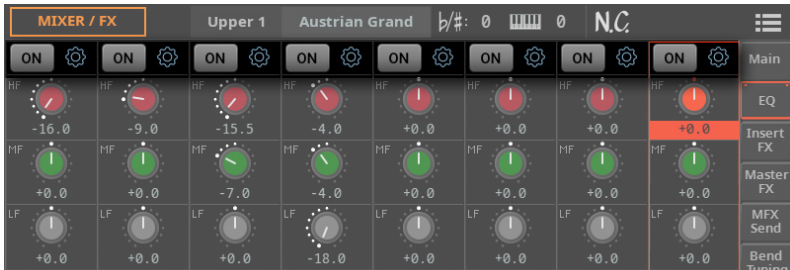 MIXER / FX Upper 1 Austrian Grand ♭/♯: 0 0 N.C.
ON ON ON ON ON ON ON ON Main
HF HF HF HF HF HF HF HF EQ
-16.0 -9.0 -15.5 -4.0 +0.0 +0.0 +0.0 +0.0
Insert
FX
MF MF MF MF MF MF MF MF
+0.0 +0.0 -7.0 -4.0 +0.0 +0.0 +0.0 +0.0
Master
FX
LF LF LF LF LF LF LF LF
MFX
Send
+0.0 +0.0 +0.0 -18.0 +0.0 +0.0 +0.0 +0.0
Bend
Tuning